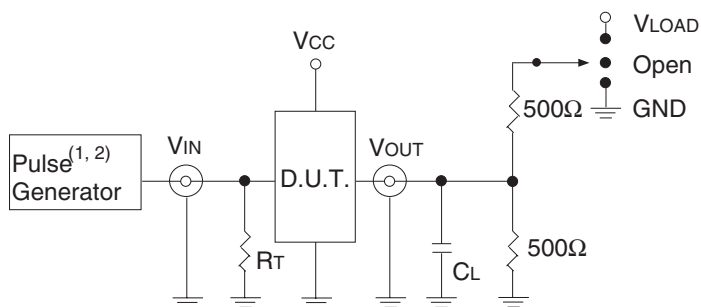 VLOAD
Open
GND
VCC
500Ω
VIN
VOUT
Pulse(1, 2)
Generator
D.U.T.
RT
CL
500Ω